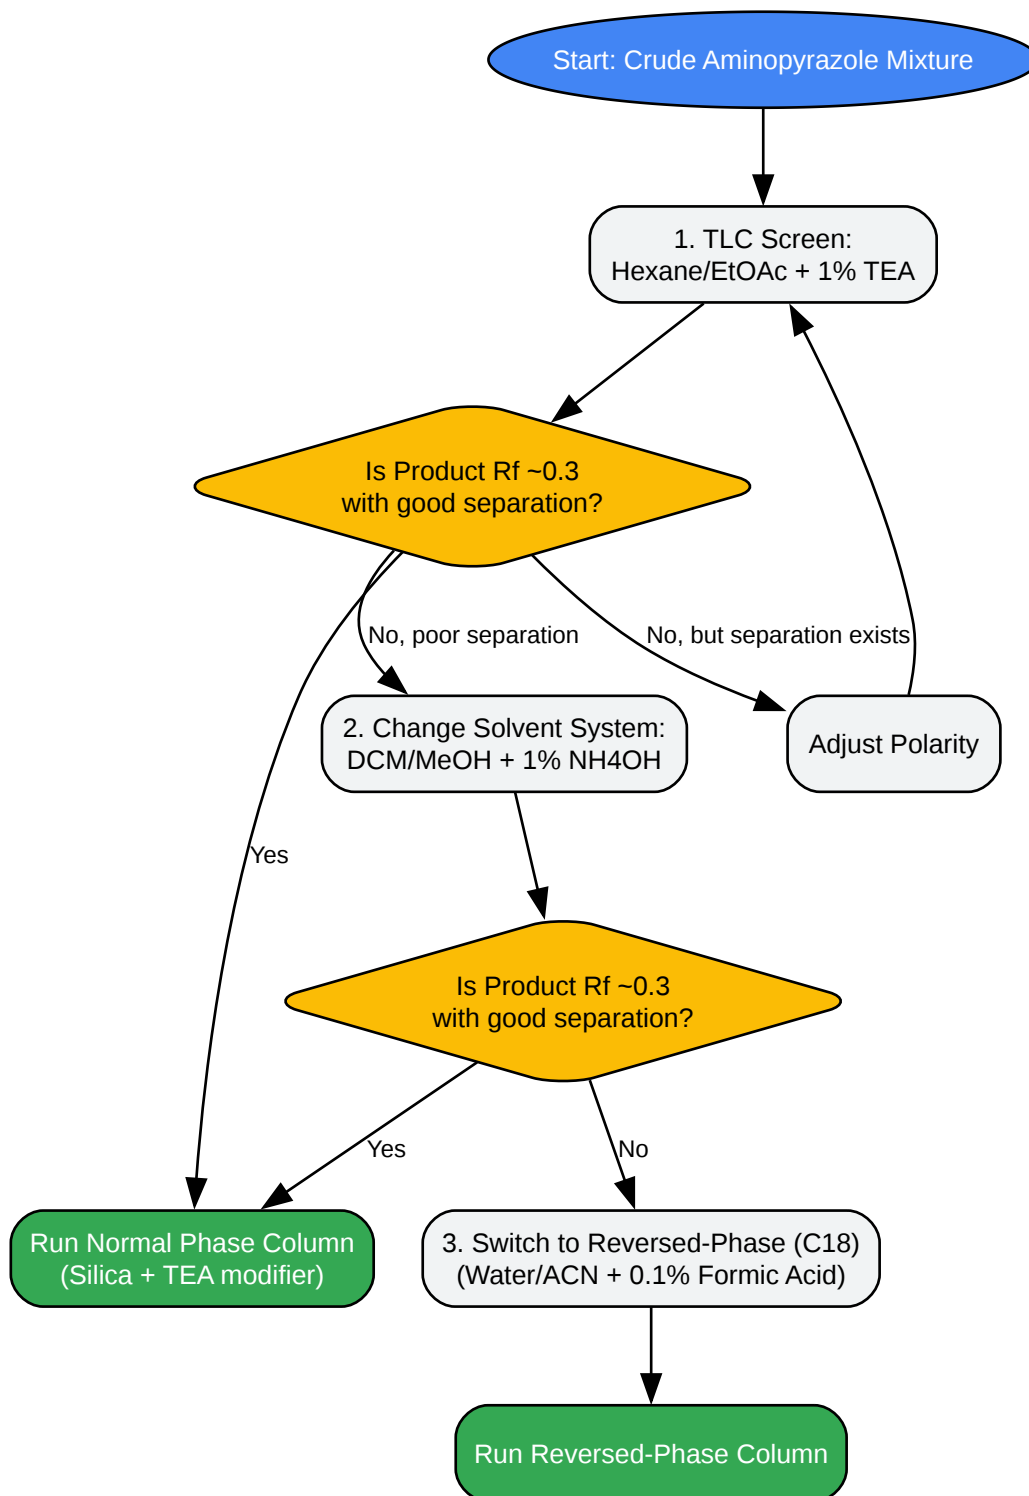 Start: Crude Aminopyrazole Mixture
1. TLC Screen:
Hexane/EtOAc + 1% TEA
Is Product Rf ~0.3
with good separation?
No, poor separation
No, but separation exists
2. Change Solvent System:
DCM/MeOH + 1% NH4OH
Adjust Polarity
Yes
Is Product Rf ~0.3
with good separation?
Yes
No
Run Normal Phase Column
(Silica + TEA modifier)
3. Switch to Reversed-Phase (C18)
(Water/ACN + 0.1% Formic Acid)
Run Reversed-Phase Column